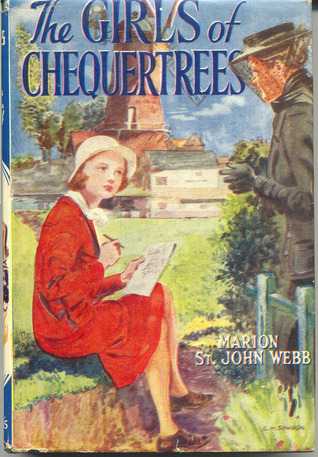 The GIRLS of
CHEQUERTREES
MARION
ST. JOHN WEBB